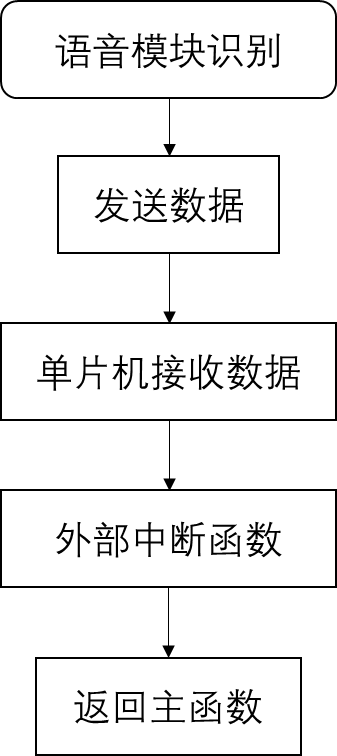 语音模块识别
发送数据
单片机接收数据
外部中断函数
返回主函数